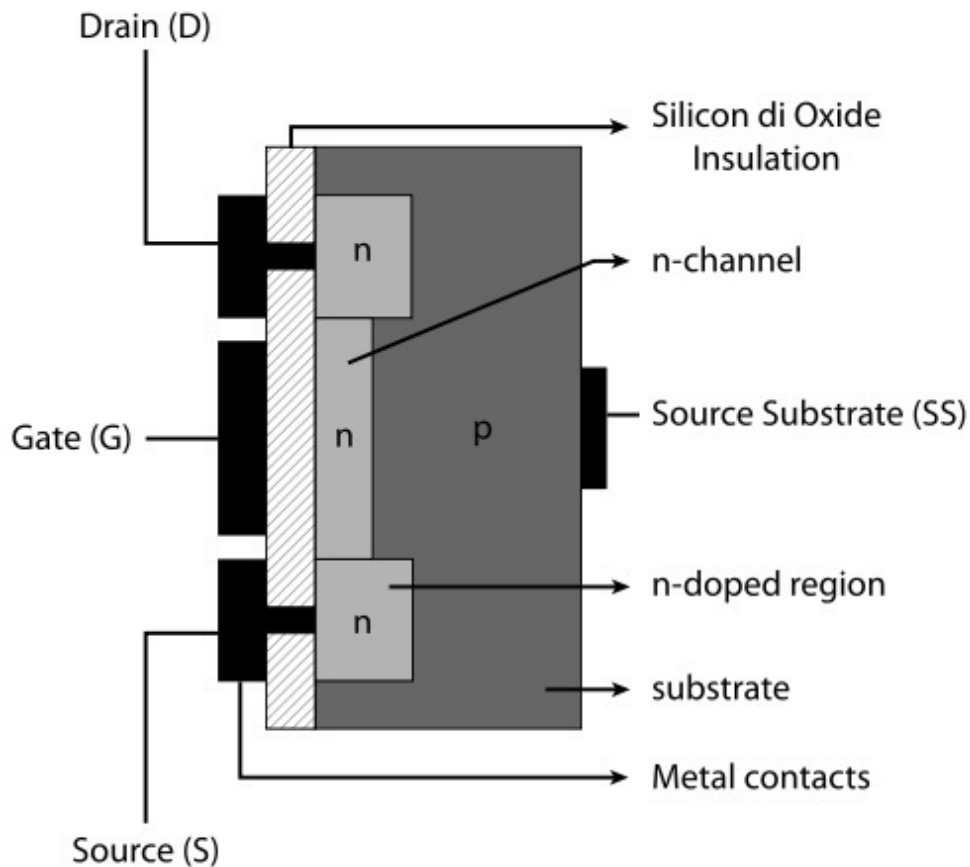 Drain (D)
Silicon di Oxide
Insulation
n
n-channel
Gate (G)
n
p
Source Substrate (SS)
n-doped region
n
substrate
Metal contacts
Source (S)